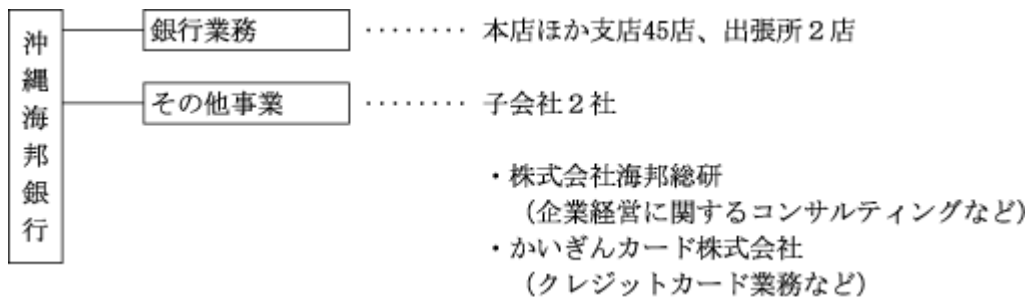 沖縄海邦銀行
銀行業務 ‥‥‥‥ 本店ほか支店45店、出張所２店
その他事業 ‥‥‥‥ 子会社２社
・株式会社海邦総研
（企業経営に関するコンサルティングなど）
・かいぎんカード株式会社
（クレジットカード業務など）